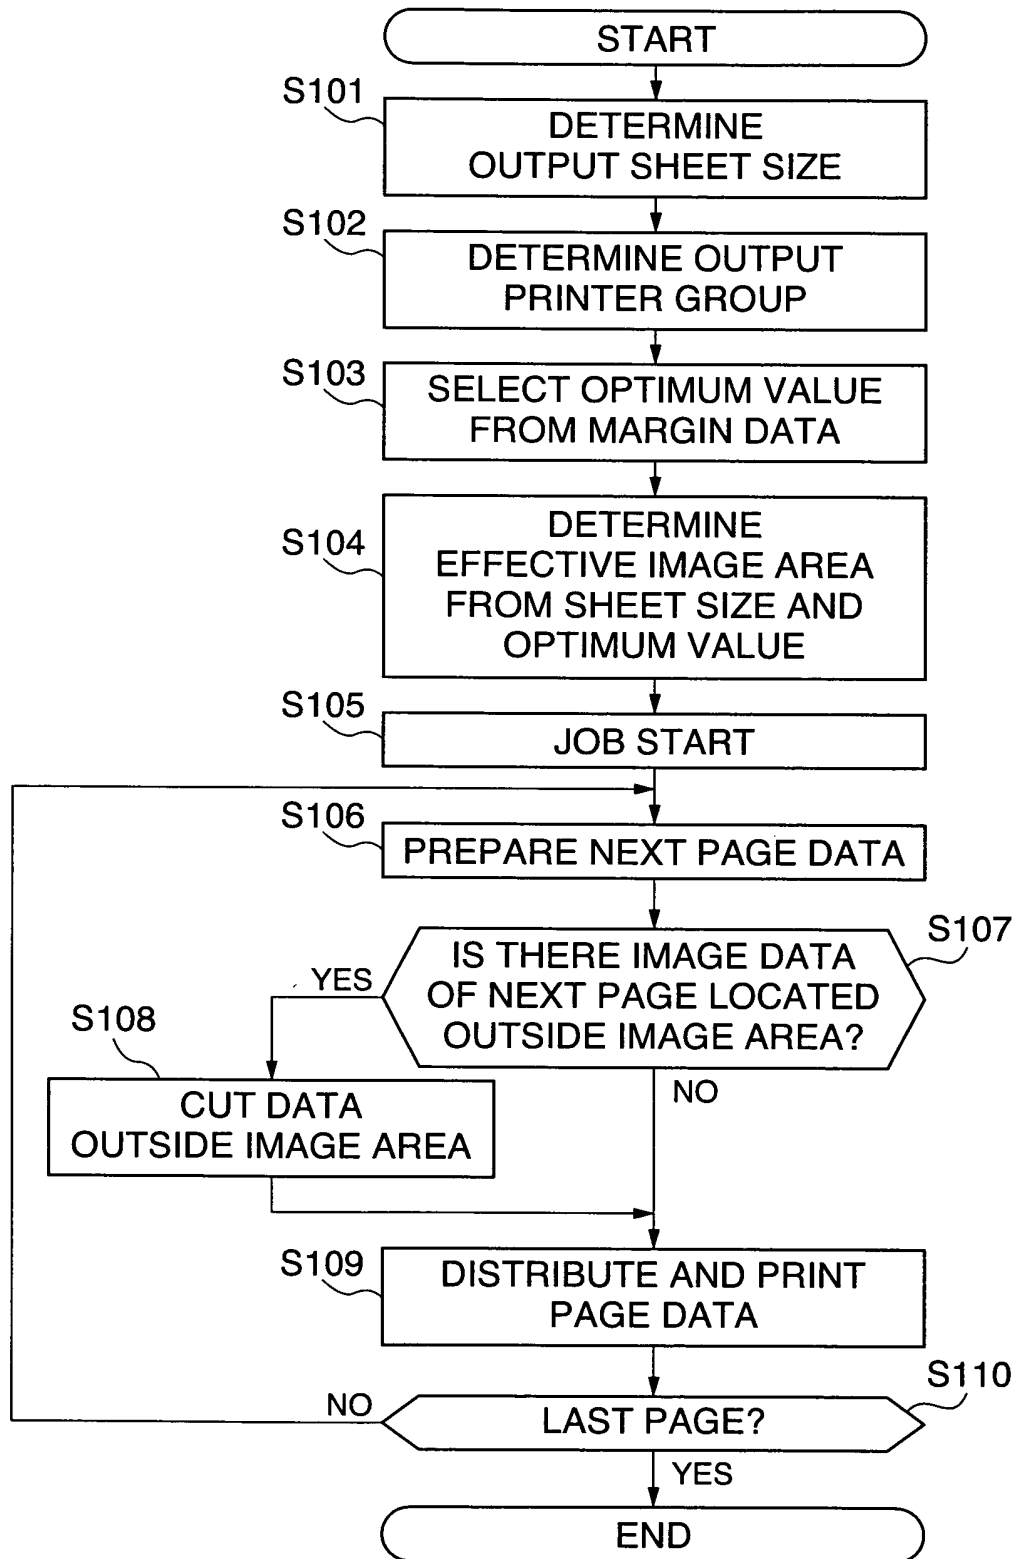 START
S101
DETERMINE
OUTPUT SHEET SIZE
S102
DETERMINE OUTPUT
PRINTER GROUP
S103
SELECT OPTIMUM VALUE
FROM MARGIN DATA
S104
DETERMINE
EFFECTIVE IMAGE AREA
FROM SHEET SIZE AND
OPTIMUM VALUE
S105
JOB START
S106
PREPARE NEXT PAGE DATA
S107
IS THERE IMAGE DATA
OF NEXT PAGE LOCATED
OUTSIDE IMAGE AREA?
YES
NO
S108
CUT DATA
OUTSIDE IMAGE AREA
S109
DISTRIBUTE AND PRINT
PAGE DATA
S110
LAST PAGE?
NO
YES
END